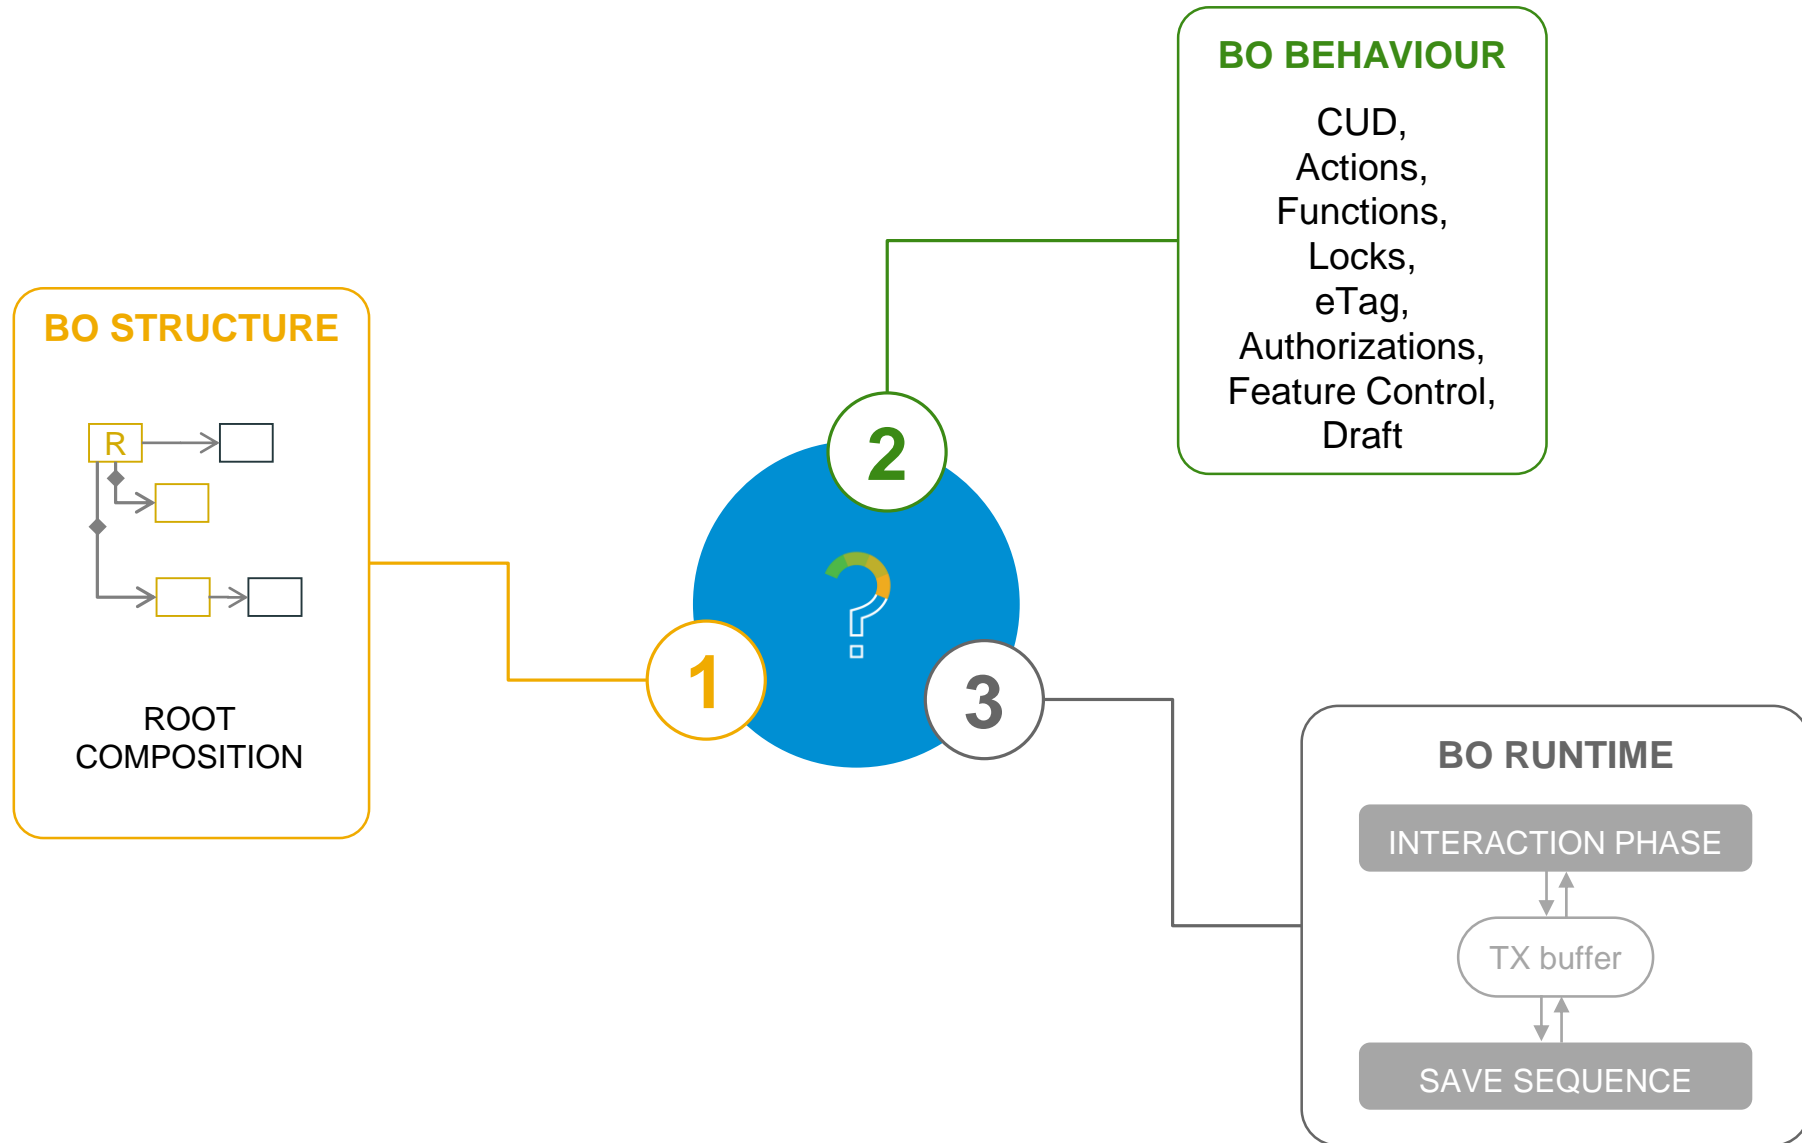 BO STRUCTURE
R
ROOT
COMPOSITION
1
2
3
?
BO BEHAVIOUR
CUD,
Actions,
Functions,
Locks,
eTag,
Authorizations,
Feature Control,
Draft
BO RUNTIME
INTERACTION PHASE
TX buffer
SAVE SEQUENCE